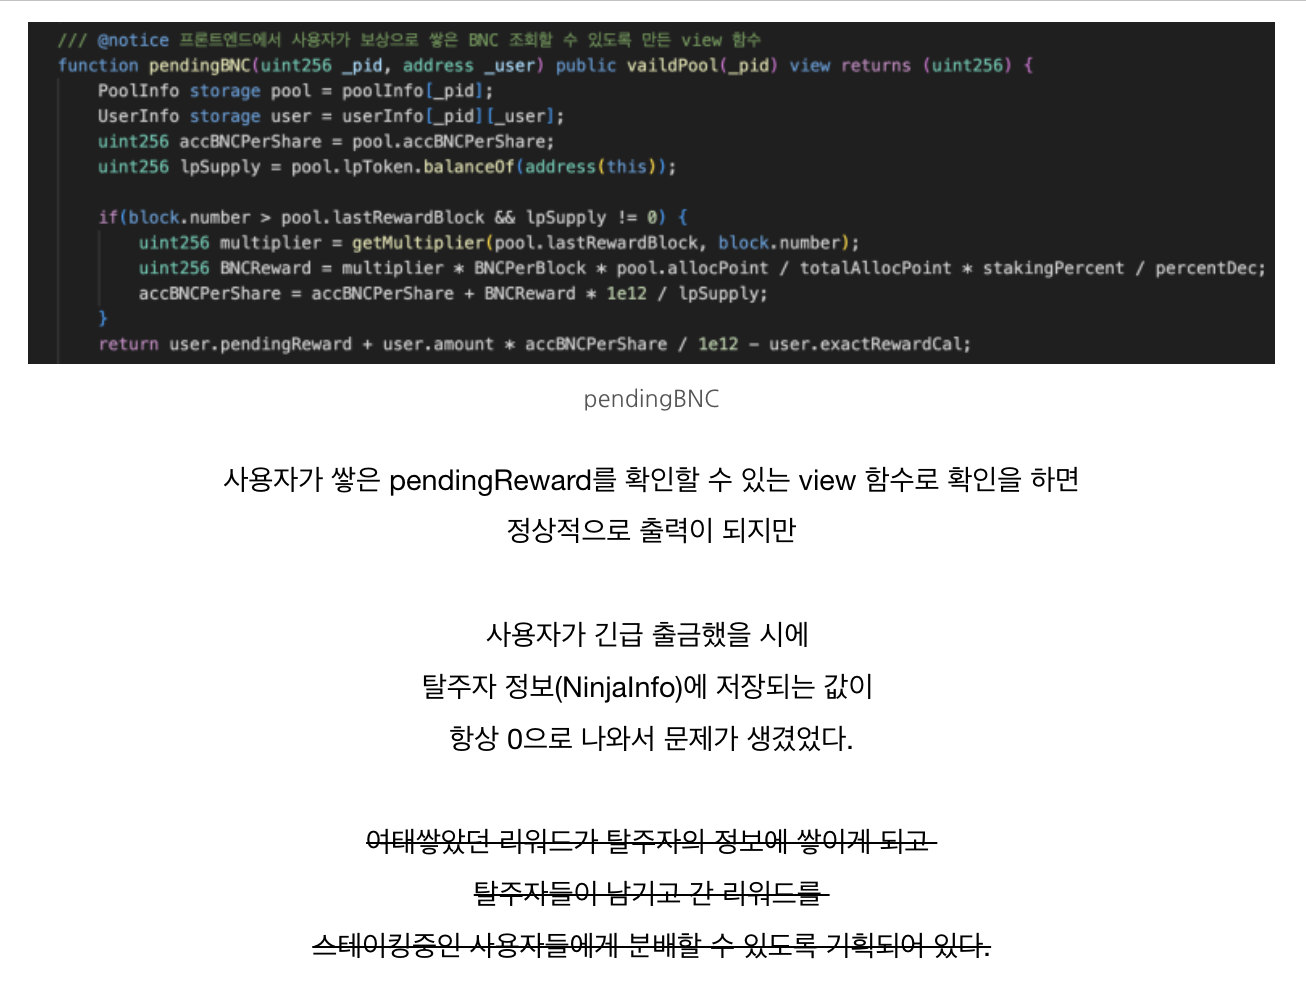 /// @notice 프론트엔드에서 사용자가 보상으로 쌓은 BNC 조회할 수 있도록 만든 view 함수
function pendingBNC(uint256 _pid, address _user) public vaildPool(_pid) view returns (uint256) {
PoolInfo storage pool = poolInfo[_pid];
UserInfo storage user = userInfo[_pid][_user];
uint256 accBNCPerShare = pool.accBNCPerShare;
uint256 lpSupply = pool.lpToken.balanceOf(address(this));
if(block.number > pool.lastRewardBlock && lpSupply != 0) {
uint256 multiplier = getMultiplier(pool.lastRewardBlock, block.number);
uint256 BNCReward = multiplier * BNCPerBlock * pool.allocPoint / totalAllocPoint * stakingPercent / percentDec;
accBNCPerShare = accBNCPerShare + BNCReward * 1e12 / lpSupply;
}
return user.pendingReward + user.amount * accBNCPerShare / 1e12 - user.exactRewardCal;
pendingBNC
사용자가 쌓은 pendingReward를 확인할 수 있는 view 함수로 확인을 하면
정상적으로 출력이 되지만
사용자가 긴급 출금했을 시에
탈주자 정보(NinjaInfo)에 저장되는 값이
항상 0으로 나와서 문제가 생겼었다.
여태쌓았던 리워드가 탈주자의 정보에 쌓이게 되고
탈주자들이 남기고 간 리워드를
스테이킹중인 사용자들에게 분배할 수 있도록 기획되어 있다.